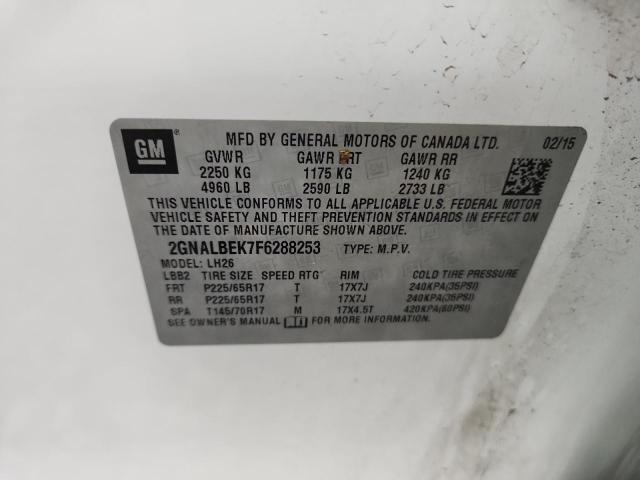 GM
MFD BY GENERAL MOTORS OF CANADA LTD. 02/15
GVWR GAWR FRT GAWR RR
2250 KG 1175 KG 1240 KG
4960 LB 2590 LB 2733 LB
THIS VEHICLE CONFORMS TO ALL APPLICABLE U.S. FEDERAL MOTOR
VEHICLE SAFETY AND THEFT PREVENTION STANDARDS IN EFFECT ON
THE DATE OF MANUFACTURE SHOWN ABOVE.
2GNALBEK7F6288253 TYPE: M.P.V.
MODEL: LH26
LBB2 TIRE SIZE SPEED RTG RIM COLD TIRE PRESSURE
FRT P225/65R17 T 17X7J 240KPA(35PSI)
RR P225/65R17 T 17X7J 240KPA(35PSI)
SPA T145/70R17 M 17X4.5T 420KPA(60PSI)
SEE OWNER'S MANUAL FOR MORE INFORMATION.